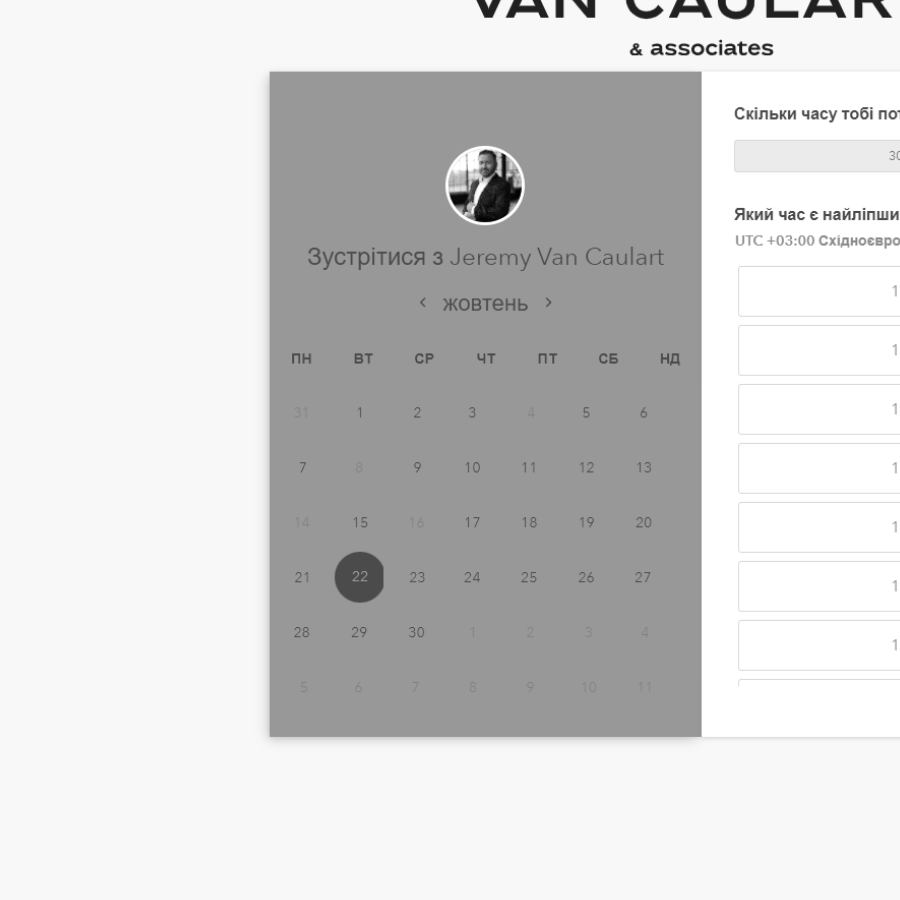 VAN CAULAR
& associates
Зустрітися з Jeremy Van Caulart
жовтень
ПН ВТ СР ЧТ ПТ СБ НД
31 1 2 3 4 5 6
7 8 9 10 11 12 13
14 15 16 17 18 19 20
21 22 23 24 25 26 27
28 29 30 1 2 3 4
5 6 7 8 9 10 11
Скільки часу тобі
30
Який час є
UTC +03:00
1
1
1
1
1
1
1